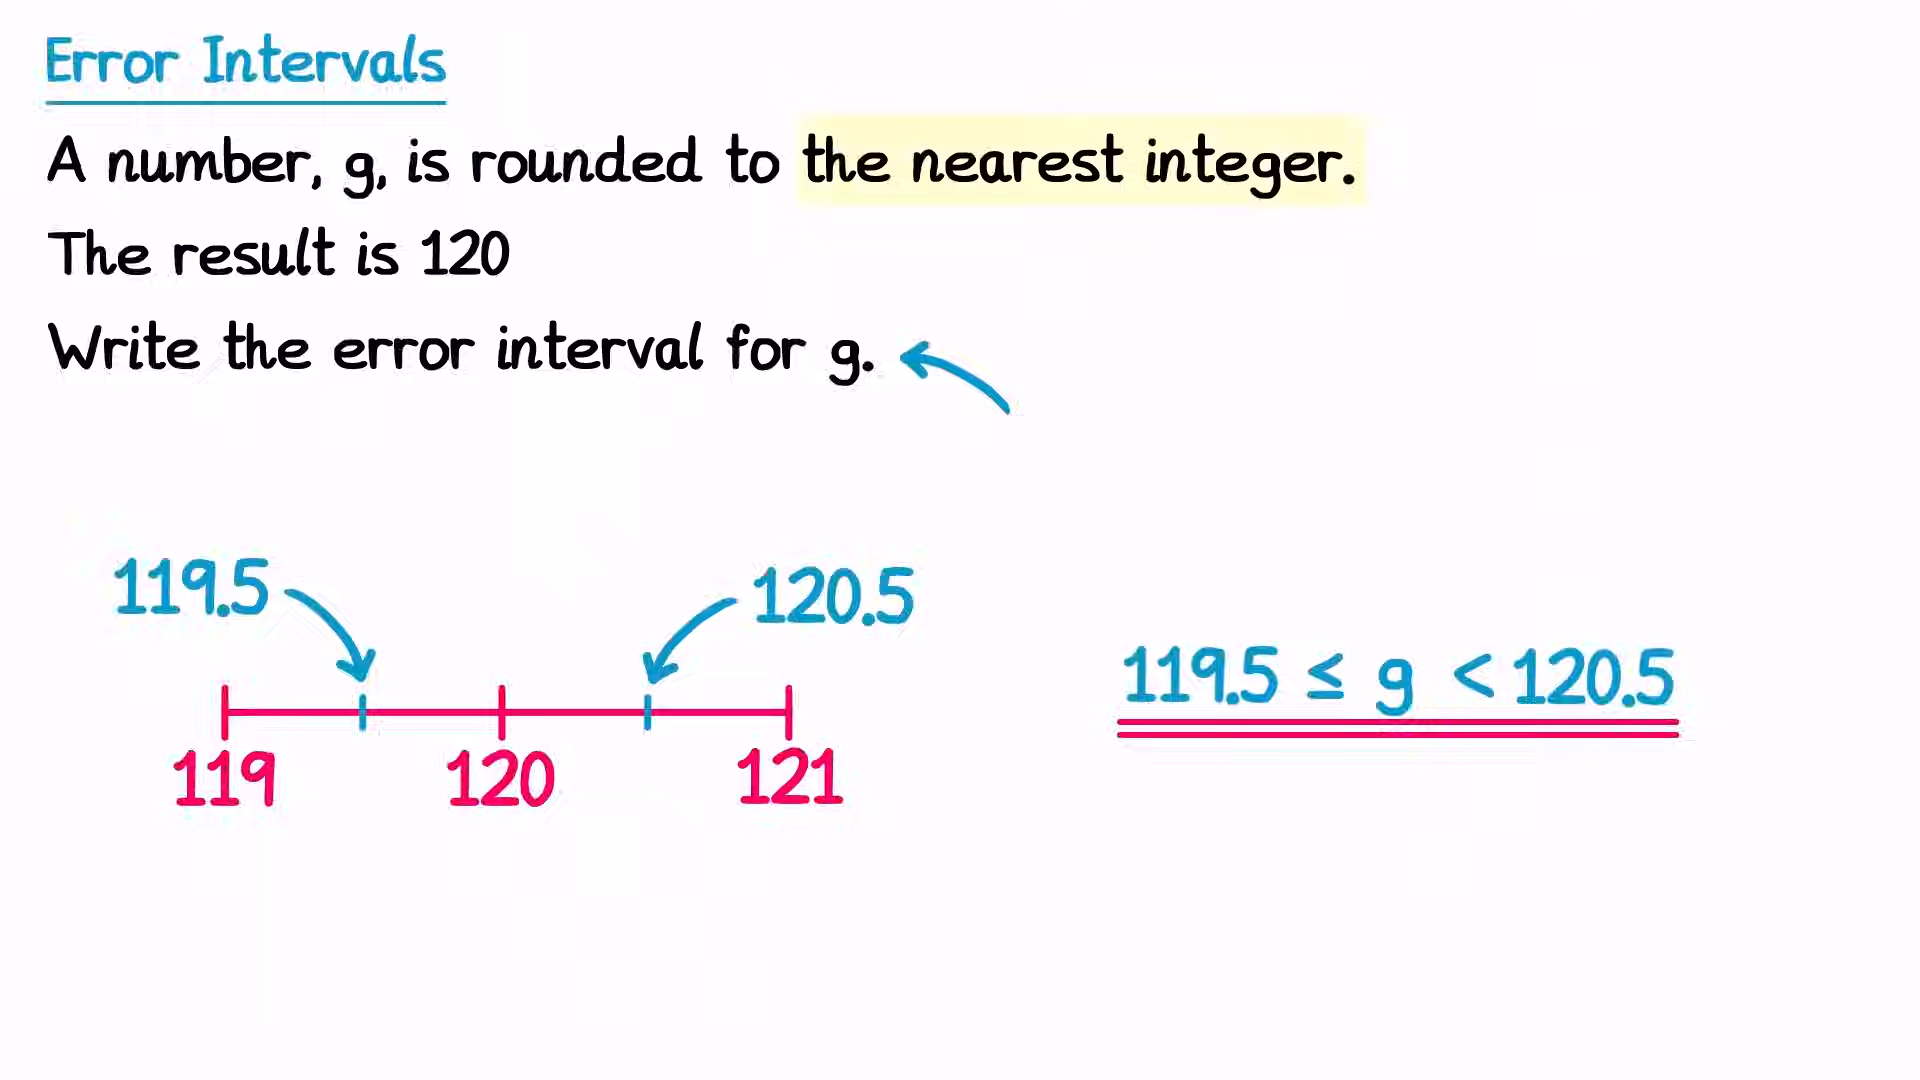 Error Intervals
A number, g, is rounded to the nearest integer.
The result is 120
Write the error interval for g.
119.5 120.5
119.5 ≤ g < 120.5
119 120 121